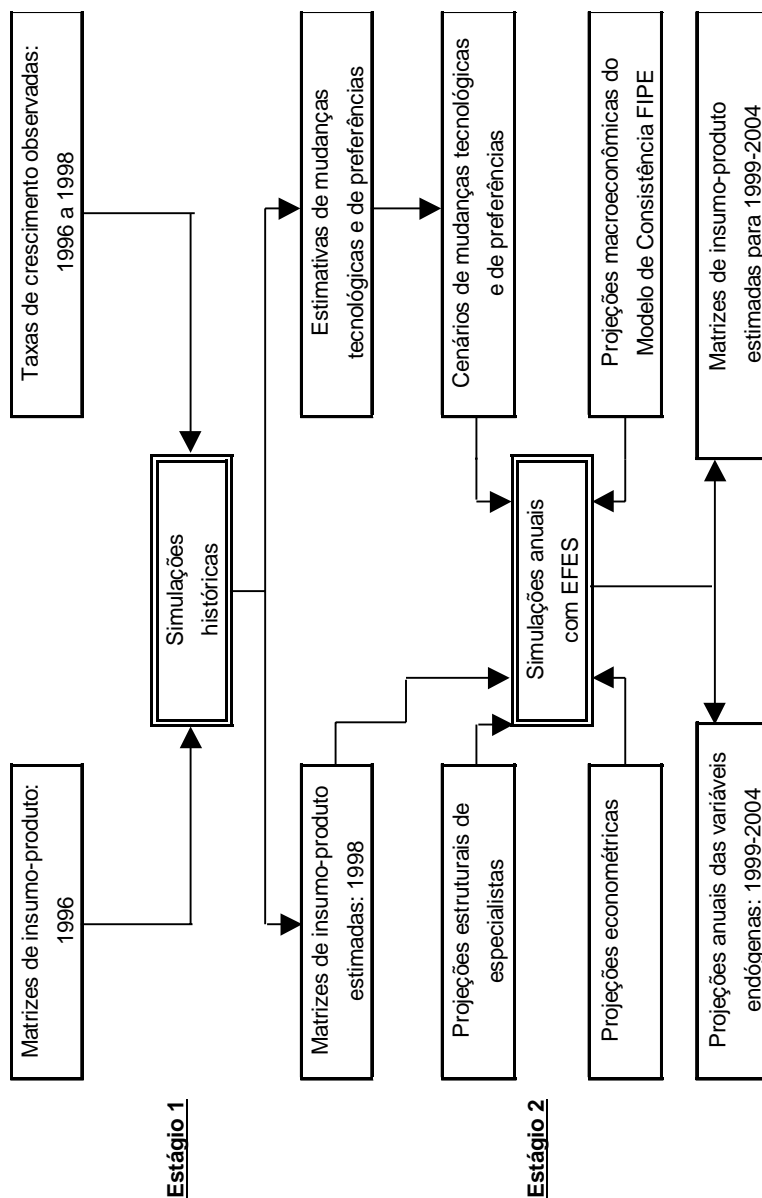 Estágio 1
Matrizes de insumo-produto:
1996
Taxas de crescimento observadas:
1996 a 1998
Simulações
históricas
Matrizes de insumo-produto
estimadas: 1998
Estimativas de mudanças
tecnológicas e de preferências
Estágio 2
Projeções estruturais de
especialistas
Cenários de mudanças tecnológicas
e de preferências
Simulações anuais
com EFES
Projeções econométricas
Projeções macroeconômicas do
Modelo de Consistência FIPE
Projeções anuais das variáveis
endógenas: 1999-2004
Matrizes de insumo-produto
estimadas para 1999-2004